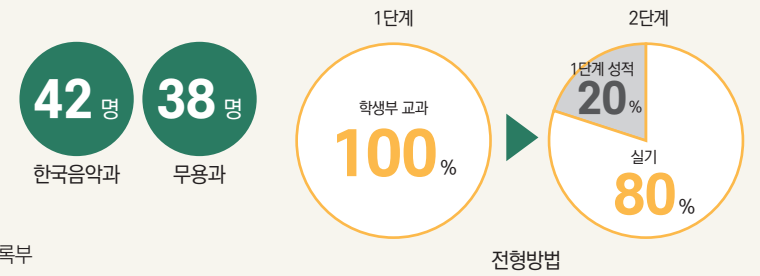 1단계
2단계
42 명
38 명
한국음악과
무용과
학생부 교과
100 %
1단계 성적
20 %
실기
80 %
록부
전형방법